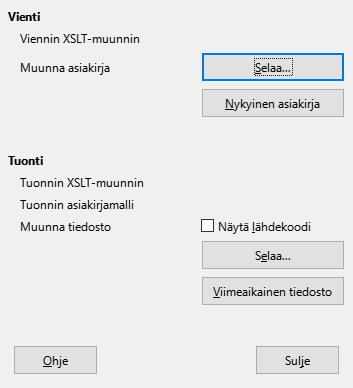 Vienti
Viennin XSLT-muunnin
Muunna asiakirja
Selaa...
Nykyinen asiakirja
Tuonti
Tuonnin XSLT-muunnin
Tuonnin asiakirjamalli
Muunna tiedosto
Näytä lähdekoodi
Selaa...
Viimeaikainen tiedosto
Ohje
Sulje